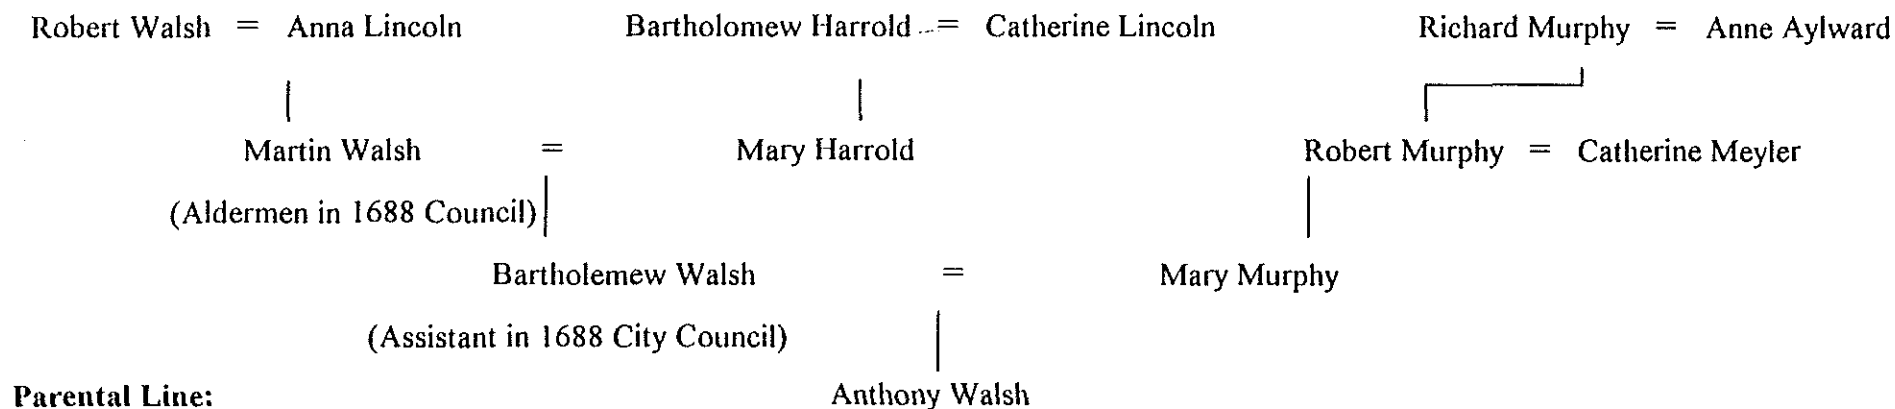 Robert Walsh = Anna Lincoln Bartholomew Harrold = Catherine Lincoln Richard Murphy = Anne Aylward
Martin Walsh = Mary Harrold Robert Murphy = Catherine Meyler
(Aldermen in 1688 Council)
Bartholemew Walsh = Mary Murphy
(Assistant in 1688 City Council)
Parental Line: Anthony Walsh